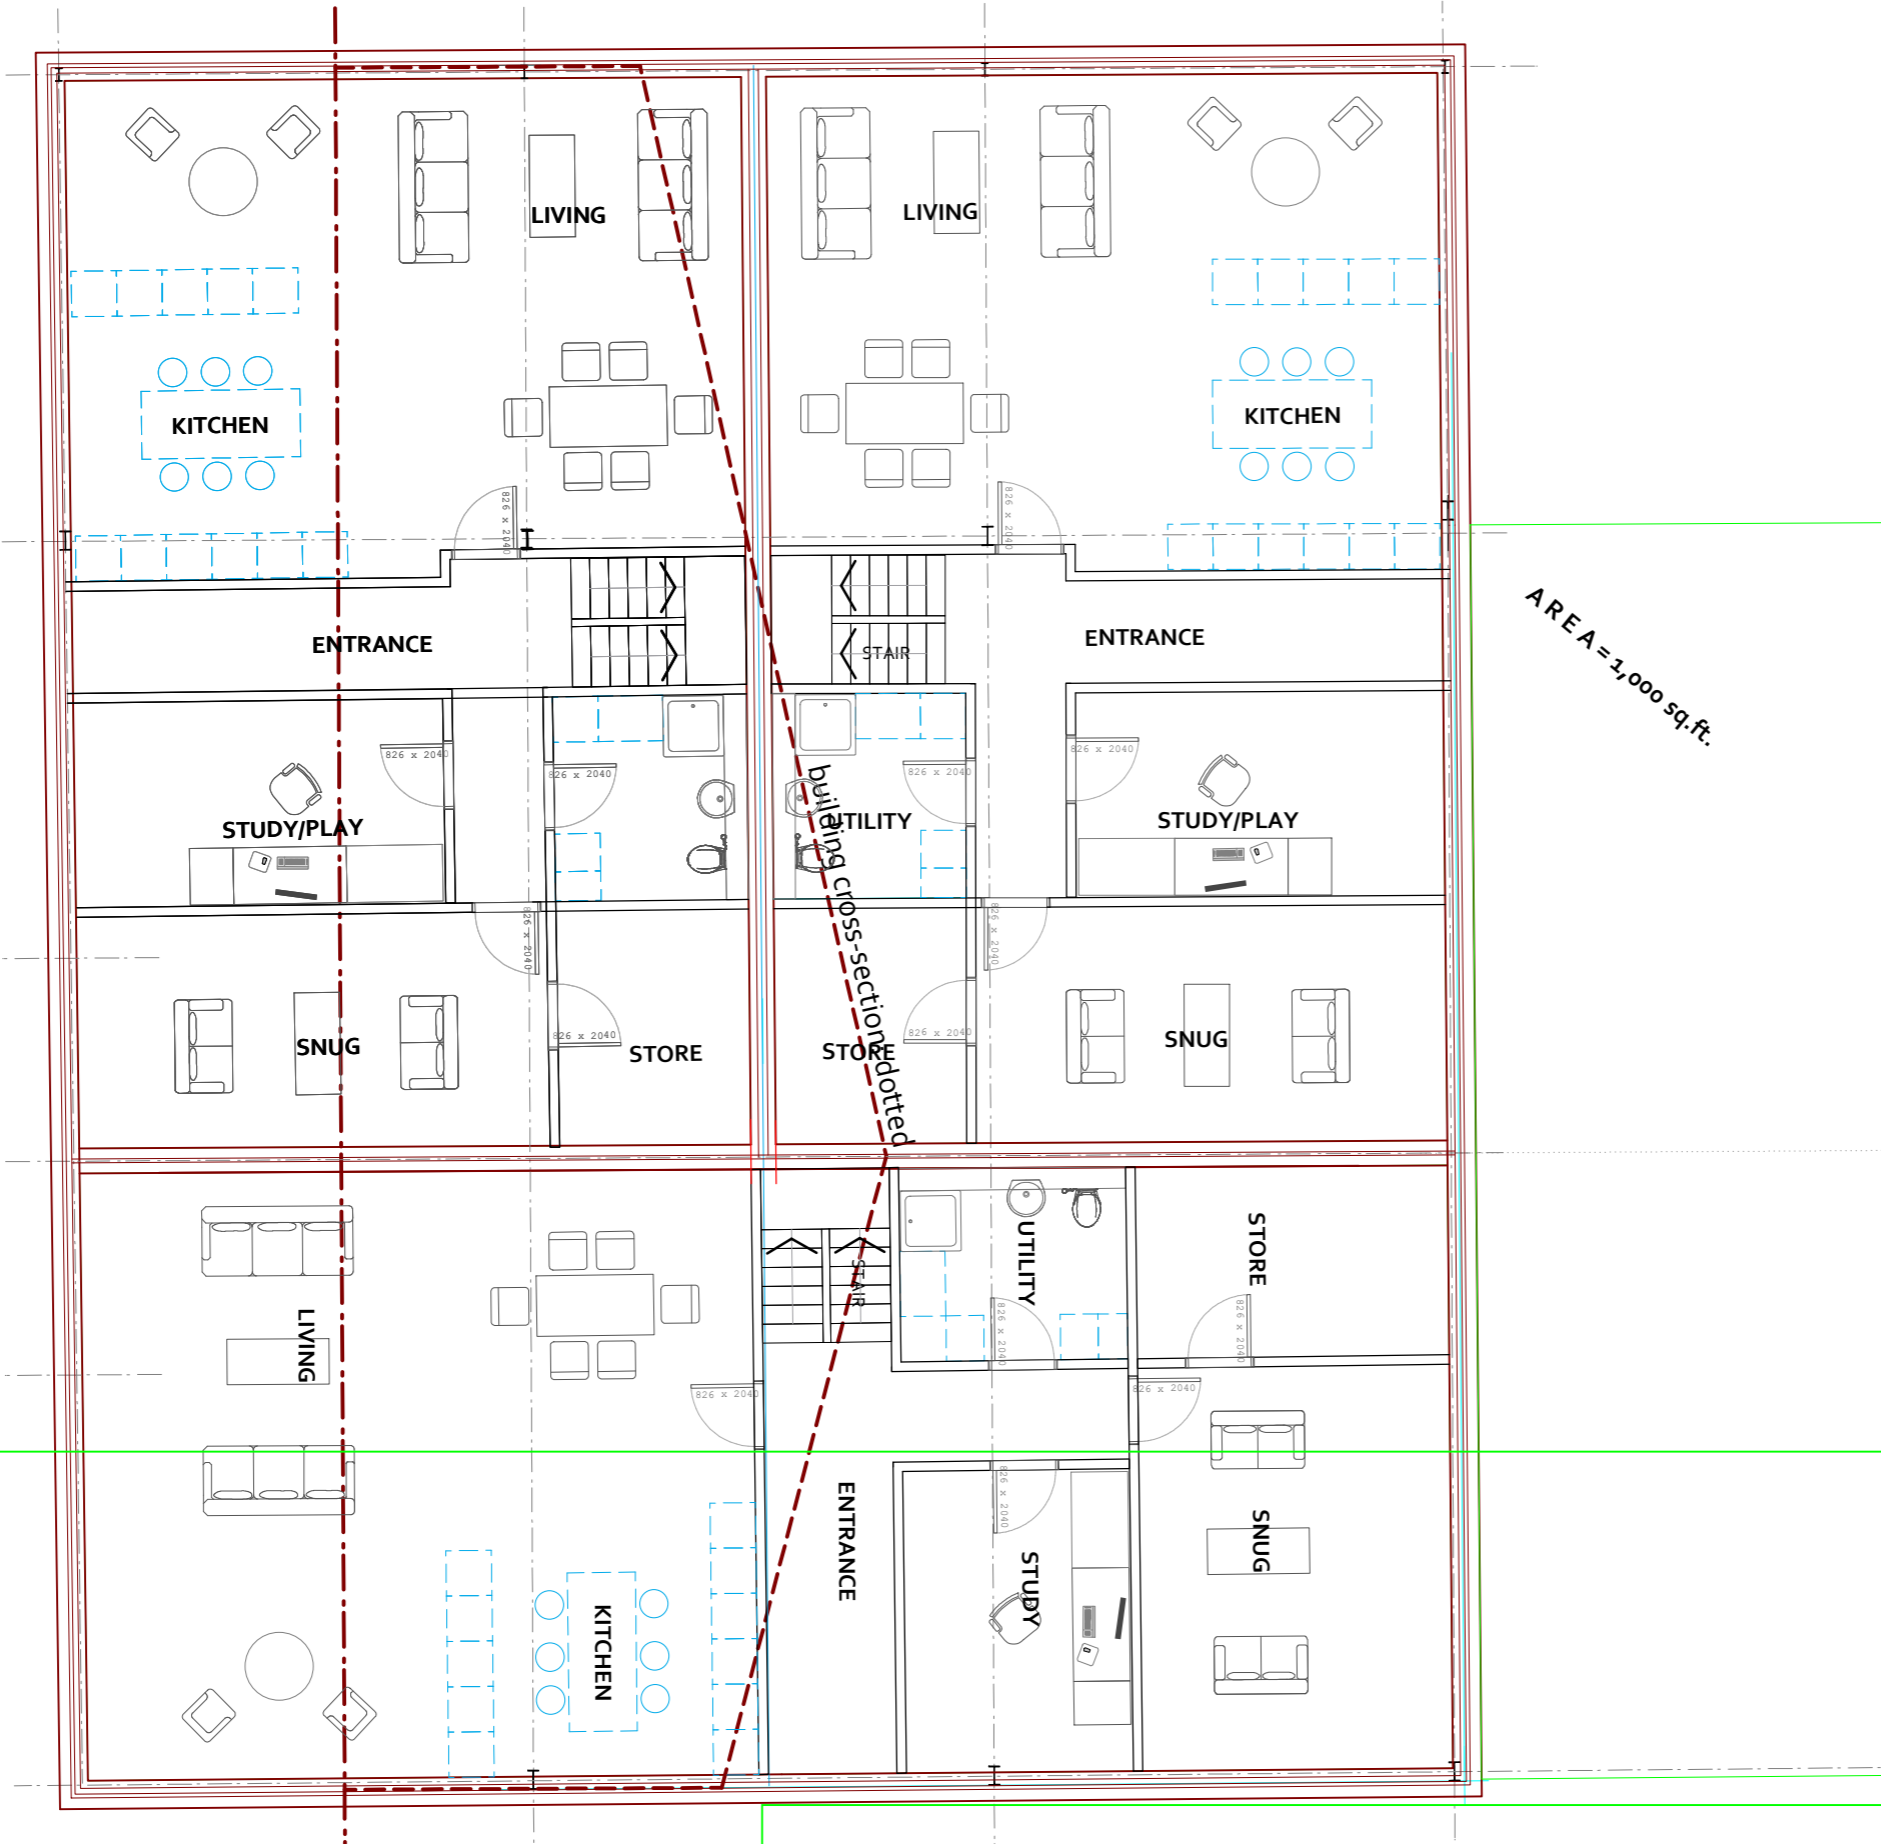 LIVING
LIVING
KITCHEN
KITCHEN
826 x 2040
826 x 2040
ENTRANCE
STAIR
ENTRANCE
AREA = 1,000 sq.ft.
826 x 2040
826 x 2040
826 x 2040
826 x 2040
STUDY/PLAY
UTILITY
STUDY/PLAY
building cross-section dotted
826 x 2040
826 x 2040
826 x 2040
826 x 2040
SNUG
STORE
STORE
SNUG
UTILITY
STORE
STAIR
LIVING
826 x 2040
826 x 2040
826 x 2040
826 x 2040
826 x 2040
ENTRANCE
SNUG
STUDY
KITCHEN